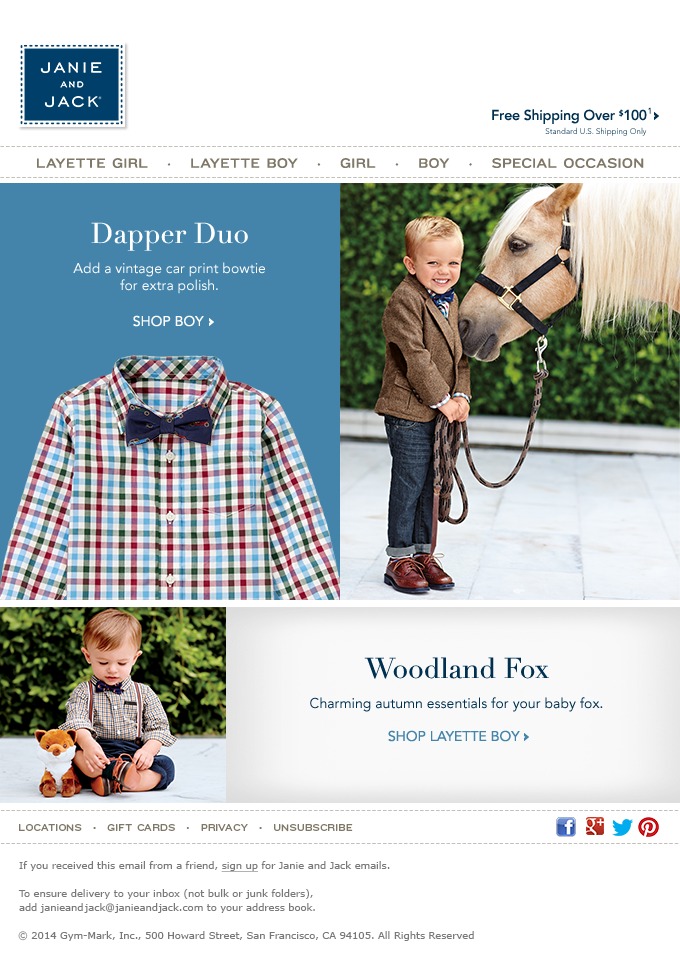 JANIE
AND
JACK
Free Shipping Over $100¹
Standard U.S. Shipping Only
LAYETTE GIRL · LAYETTE BOY · GIRL · BOY · SPECIAL OCCASION
Dapper Duo
Add a vintage car print bowtie
for extra polish.
SHOP BOY
Woodland Fox
Charming autumn essentials for your baby fox.
SHOP LAYETTE BOY
LOCATIONS · GIFT CARDS · PRIVACY · UNSUBSCRIBE
If you received this email from a friend, sign up for Janie and Jack emails.
To ensure delivery to your inbox (not bulk or junk folders),
add janieandjack@janieandjack.com to your address book.
© 2014 Gym-Mark, Inc., 500 Howard Street, San Francisco, CA 94105. All Rights Reserved